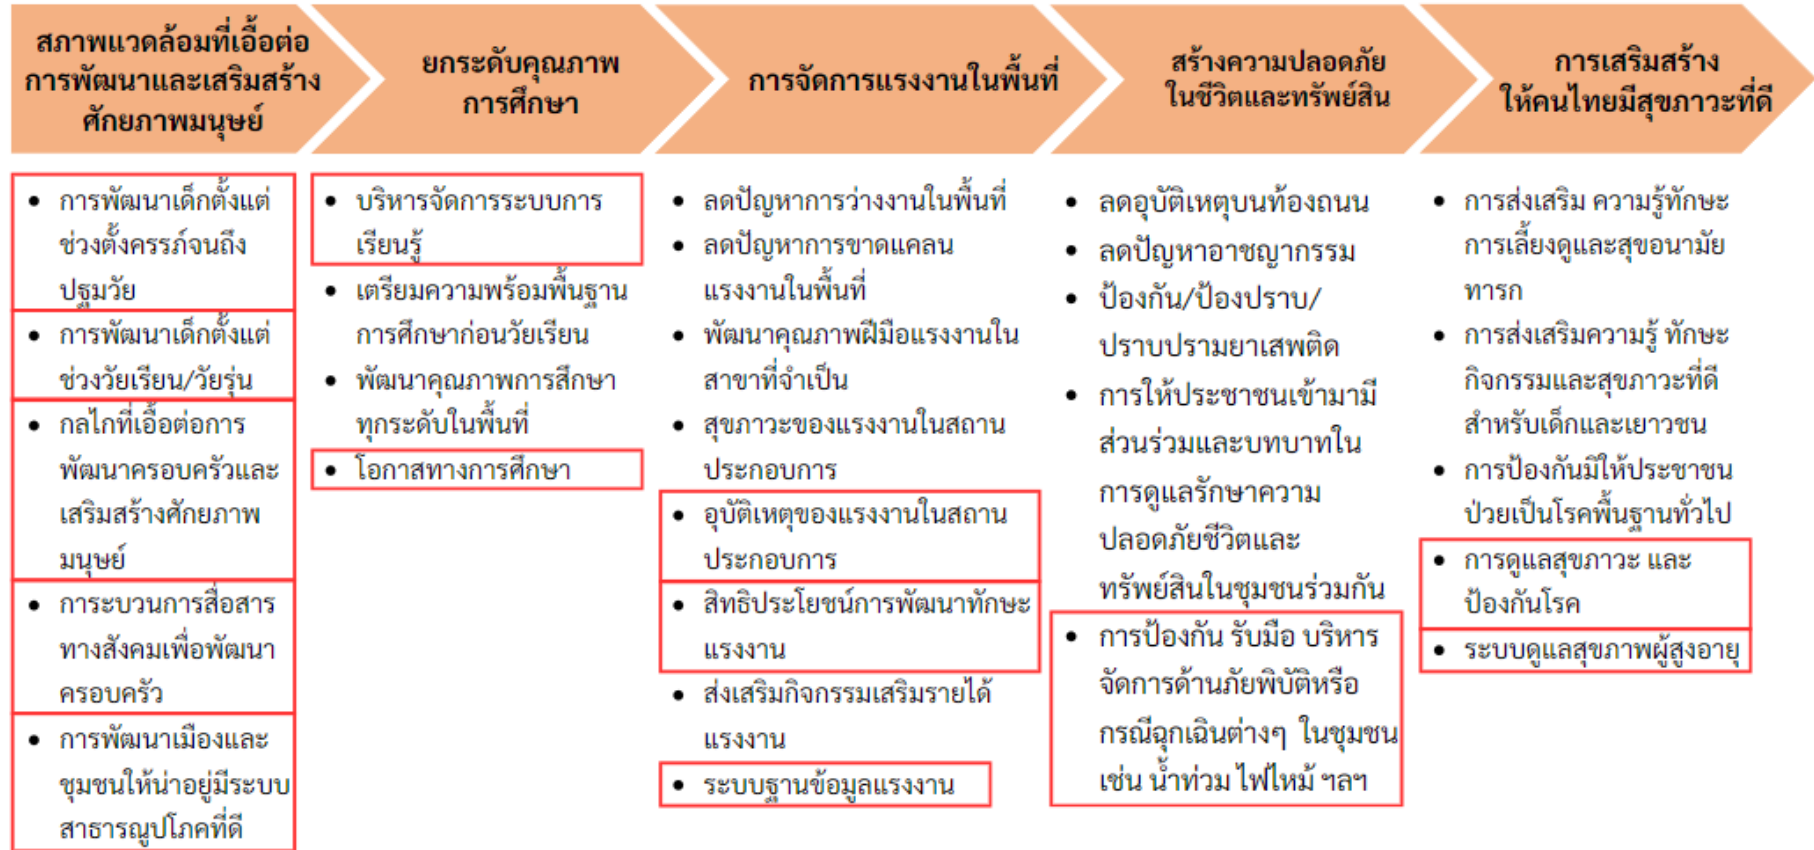 สภาพแวดล้อมที่เอื้อต่อ
การพัฒนาและเสริมสร้าง
ศักยภาพมนุษย์
ยกระดับคุณภาพ
การศึกษา
การจัดการแรงงานในพื้นที่
สร้างความปลอดภัย
ในชีวิตและทรัพย์สิน
การเสริมสร้าง
ให้คนไทยมีสุขภาวะที่ดี
• การพัฒนาเด็กตั้งแต่
ช่วงตั้งครรภ์จนถึง
ปฐมวัย
• การพัฒนาเด็กตั้งแต่
ช่วงวัยเรียน/วัยรุ่น
• กลไกที่เอื้อต่อการ
พัฒนาครอบครัวและ
เสริมสร้างศักยภาพ
มนุษย์
• การะบวนการสื่อสาร
ทางสังคมเพื่อพัฒนา
ครอบครัว
• การพัฒนาเมืองและ
ชุมชนให้น่าอยู่มีระบบ
สาธารณูปโภคที่ดี
• บริหารจัดการระบบการ
เรียนรู้
• เตรียมความพร้อมพื้นฐาน
การศึกษาก่อนวัยเรียน
• พัฒนาคุณภาพการสึกษา
ทุกระดับในพื้นที่
• โอกาสทางการศึกษา
• ลดปัญหาการว่างงานในพื้นที่
• ลดปัญหาการขาดแคลน
แรงงานในพื้นที่
• พัฒนาคุณภาพฝีมือแรงงานใน
สาขาที่จำเป็น
• สุขภาวะของแรงงานในสถาน
ประกอบการ
• อุบัติเหตุของแรงงานในสถาน
ประกอบการ
• สิทธิประโยชน์การพัฒนาทักษะ
แรงงาน
• ส่งเสริมกิจกรรมเสริมรายได้
แรงงาน
• ระบบฐานข้อมูลแรงงาน
• ลดอุบัติเหตุบนท้องถนน
• ลดปัญหาอาชญากรรม
• ป้องกัน/ป้องปราบ/
ปราบปรามยาเสพติด
• การให้ประชาชนเข้ามามี
ส่วนร่วมและบทบาทใน
การดูแลรักษาความ
ปลอดภัยชีวิตและ
ทรัพย์สินในชุมชนร่วมกัน
• การป้องกัน รับมือ บริหาร
จัดการด้านภัยพิบัติหรือ
กรณีฉุกเฉินต่างๆ ในชุมชน
เช่น น้ำท่วม ไฟไหม้ ฯลฯ
• การส่งเสริม ความรู้ทักษะ
การเลี้ยงดูและสุขอนามัย
ทารก
• การส่งเสริมความรู้ ทักษะ
กิจกรรมและสุขภาวะที่ดี
สำหรับเด็กและเยาวชน
• การป้องกันมิให้ประชาชน
ป่วยเป็นโรคพื้นฐานทั่วไป
• การดูแลสุขภาวะ และ
ป้องกันโรค
• ระบบดูแลสุขภาพผู้สูงอายุ